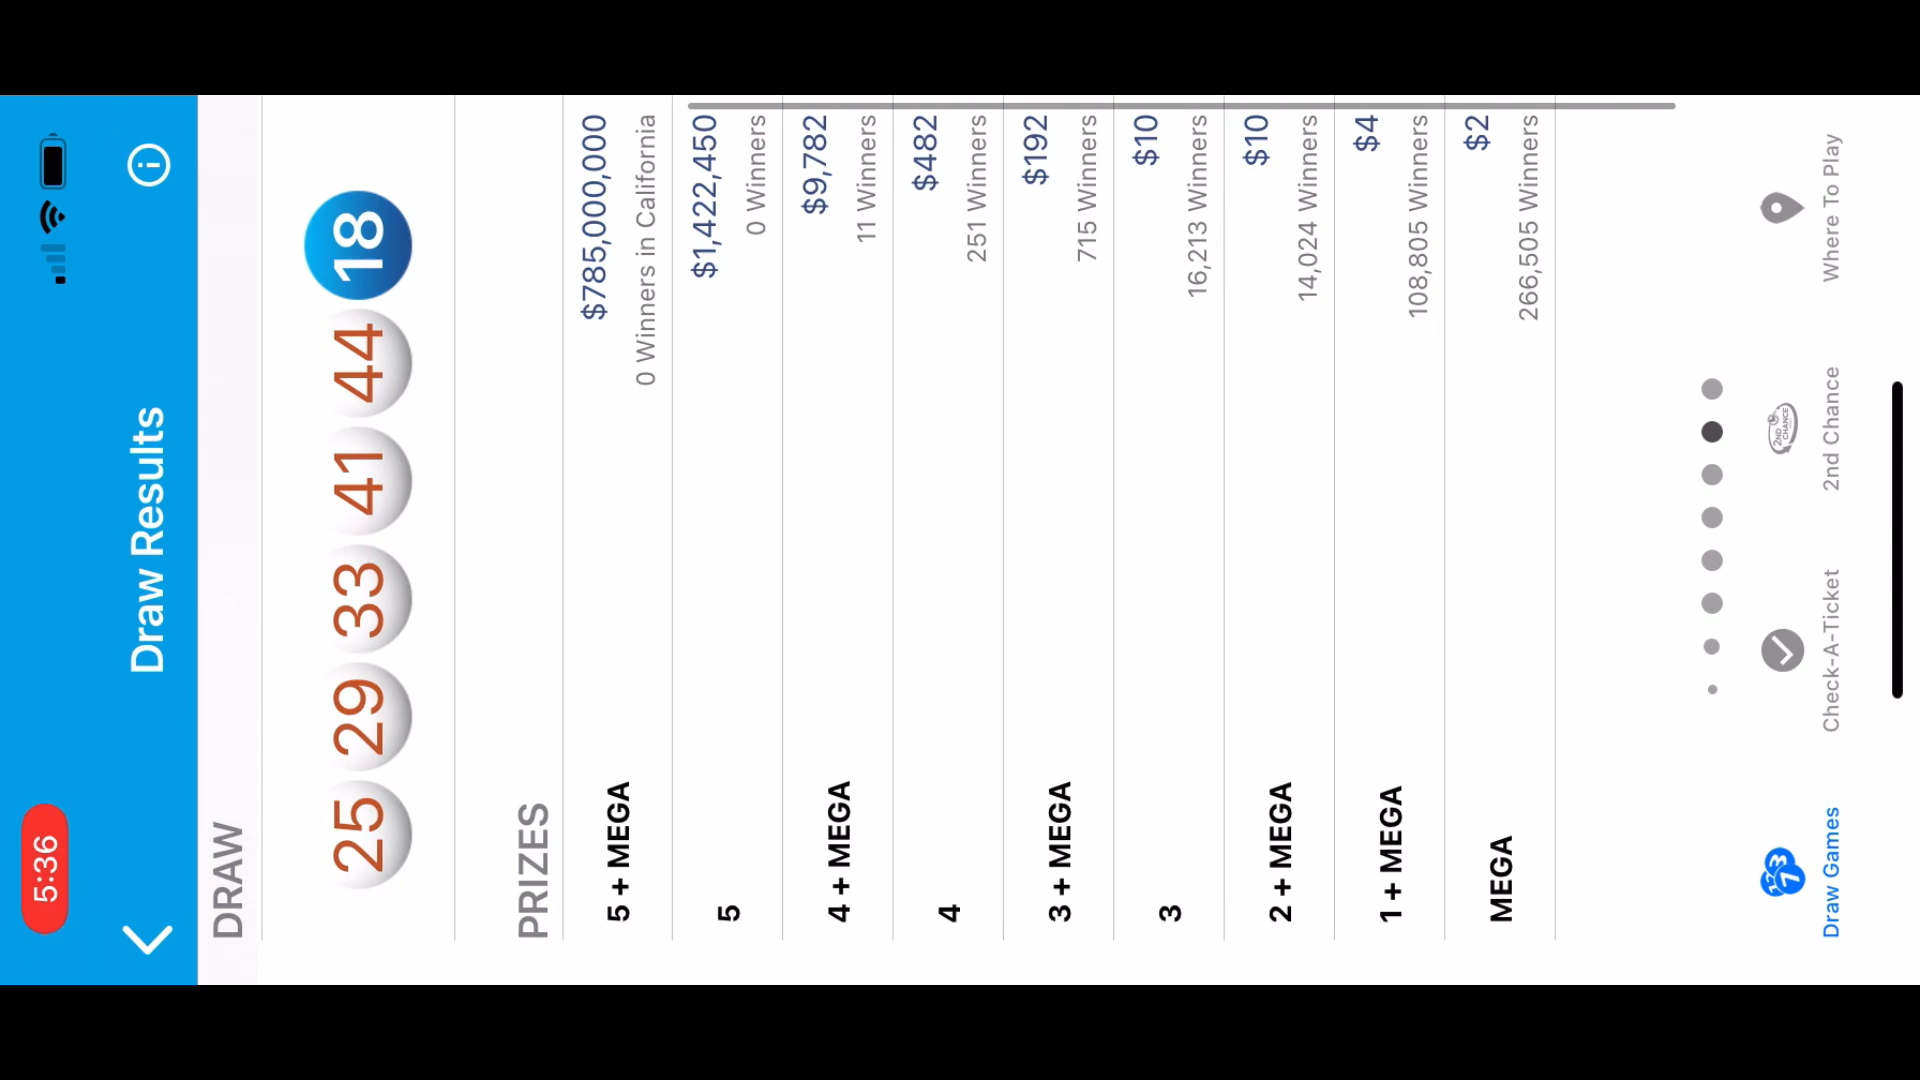 5:36
Draw Results
DRAW
25 29 33 41 44 18
PRIZES
5 + MEGA $785,000,000
0 Winners in California
5 $1,422,450
0 Winners
4 + MEGA $9,782
11 Winners
4 $482
251 Winners
3 + MEGA $192
715 Winners
3 $10
16,213 Winners
2 + MEGA $10
14,024 Winners
1 + MEGA $4
108,805 Winners
MEGA $2
266,505 Winners
2ND CHANCE
Draw Games Check-A-Ticket 2nd Chance Where To Play